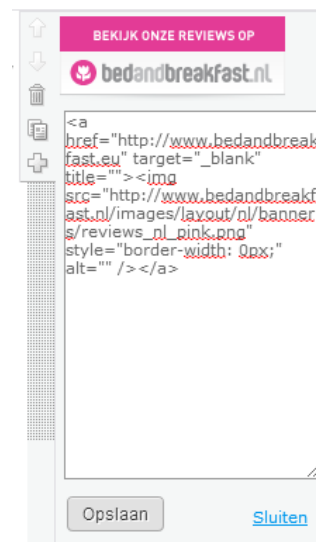 BEKIJK ONZE REVIEWS OP
bedandbreakfast.nl
<a
href="http://www.bedandbreak
fast.eu" target="_blank"
title=""><img
src="http://www.bedandbreakf
ast.nl/images/layout/nl/banner
s/reviews_nl_pink.png"
style="border-width: 0px;"
alt="" /></a>
Opslaan
Sluiten